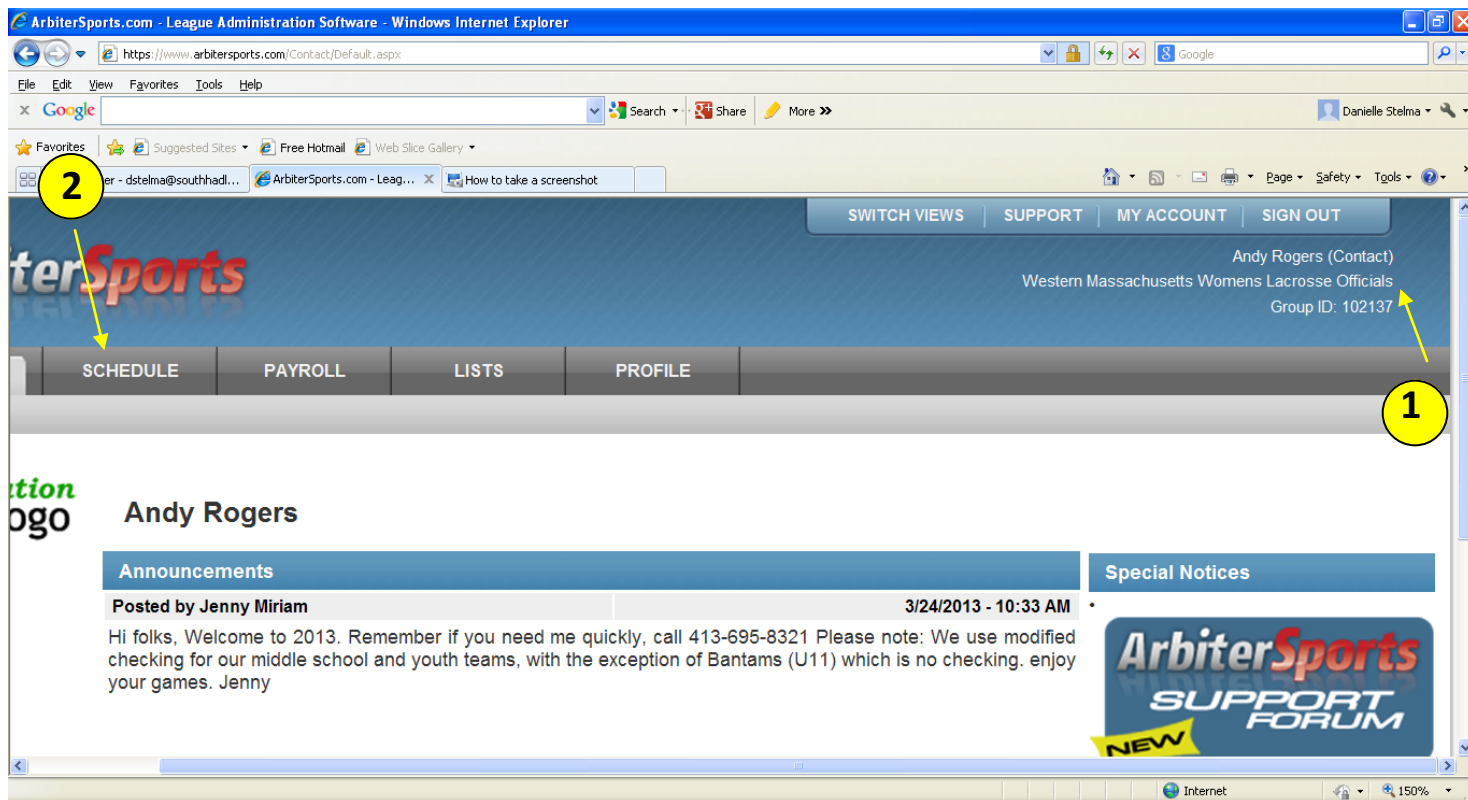 ArbiterSports.com - League Administration Software - Windows Internet Explorer
https://www.arbitersports.com/Contact/Default.aspx
Google
File Edit View Favorites Tools Help
x Google Search Share More »
Danielle Stelma
Favorites Suggested Sites Free Hotmail Web Slice Gallery
2
er - dstelma@southhadl... ArbiterSports.com - Leag... X How to take a screenshot
Page Safety Tools
SWITCH VIEWS SUPPORT MY ACCOUNT SIGN OUT
terSports
Andy Rogers (Contact)
Western Massachusetts Womens Lacrosse Officials
Group ID: 102137
SCHEDULE PAYROLL LISTS PROFILE
1
tion
ogo
Andy Rogers
Announcements
Posted by Jenny Miriam 3/24/2013 - 10:33 AM
Hi folks, Welcome to 2013. Remember if you need me quickly, call 413-695-8321 Please note: We use modified
checking for our middle school and youth teams, with the exception of Bantams (U11) which is no checking. enjoy
your games. Jenny
Special Notices
•
ArbiterSports
SUPPORT
FORUM
NEW
Internet 150%